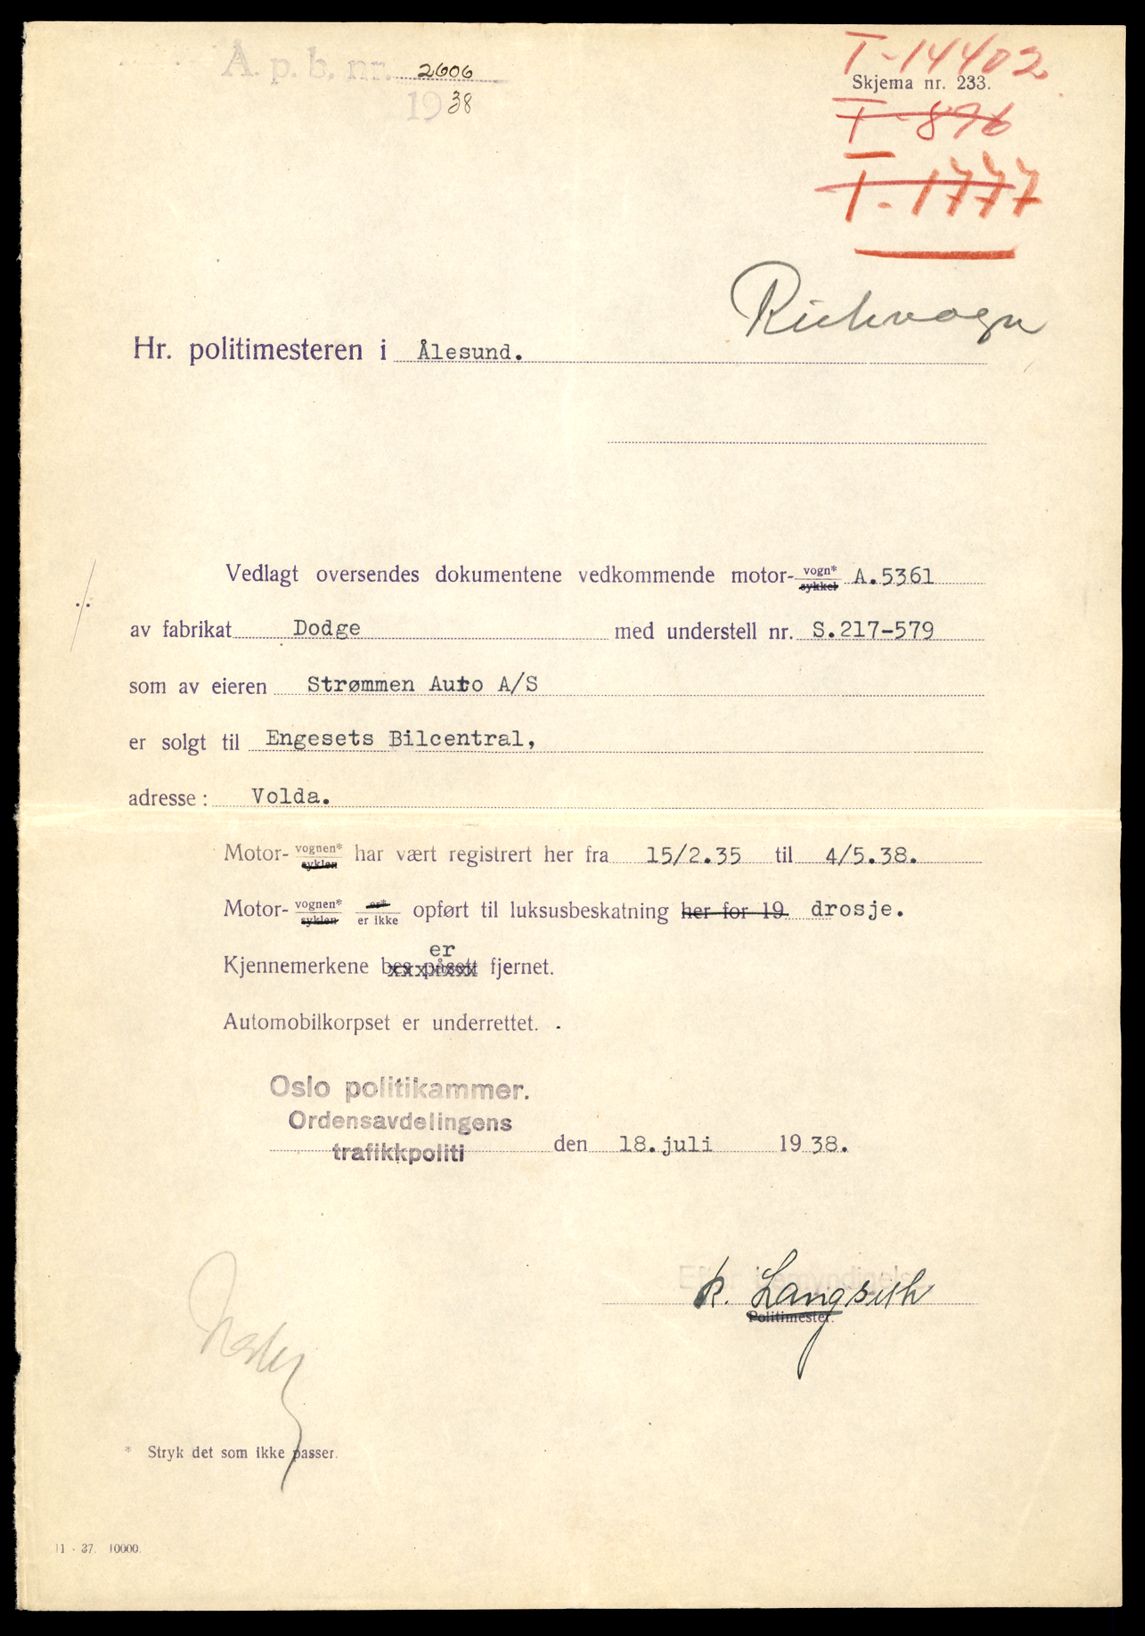 Å. p. b. nr. 2606
1938
T-14402
Skjema nr. 233.
T-896
T-1777
Hr. politimesteren i Ålesund.
Vedlagt oversendes dokumentene vedkommende motor- vogn* sykkel A.5361
av fabrikat Dodge med understell nr. S.217-579
som av eieren Strømmen Auto A/S
er solgt til Engesets Bilcentral,
adresse: Volda.
Motor- vognen* syklen har vært registrert her fra 15/2.35 til 4/5.38.
Motor- vognen* syklen er* er ikke opført til luksusbeskatning her for 19 drosje.
er
Kjennemerkene bes påsett fjernet.
Automobilkorpset er underrettet.
Oslo politikammer.
Ordensavdelingens
trafikkpoliti den 18.juli 1938.
K. Langseth
Politimester.
* Stryk det som ikke passer.
11 - 37. 10000.